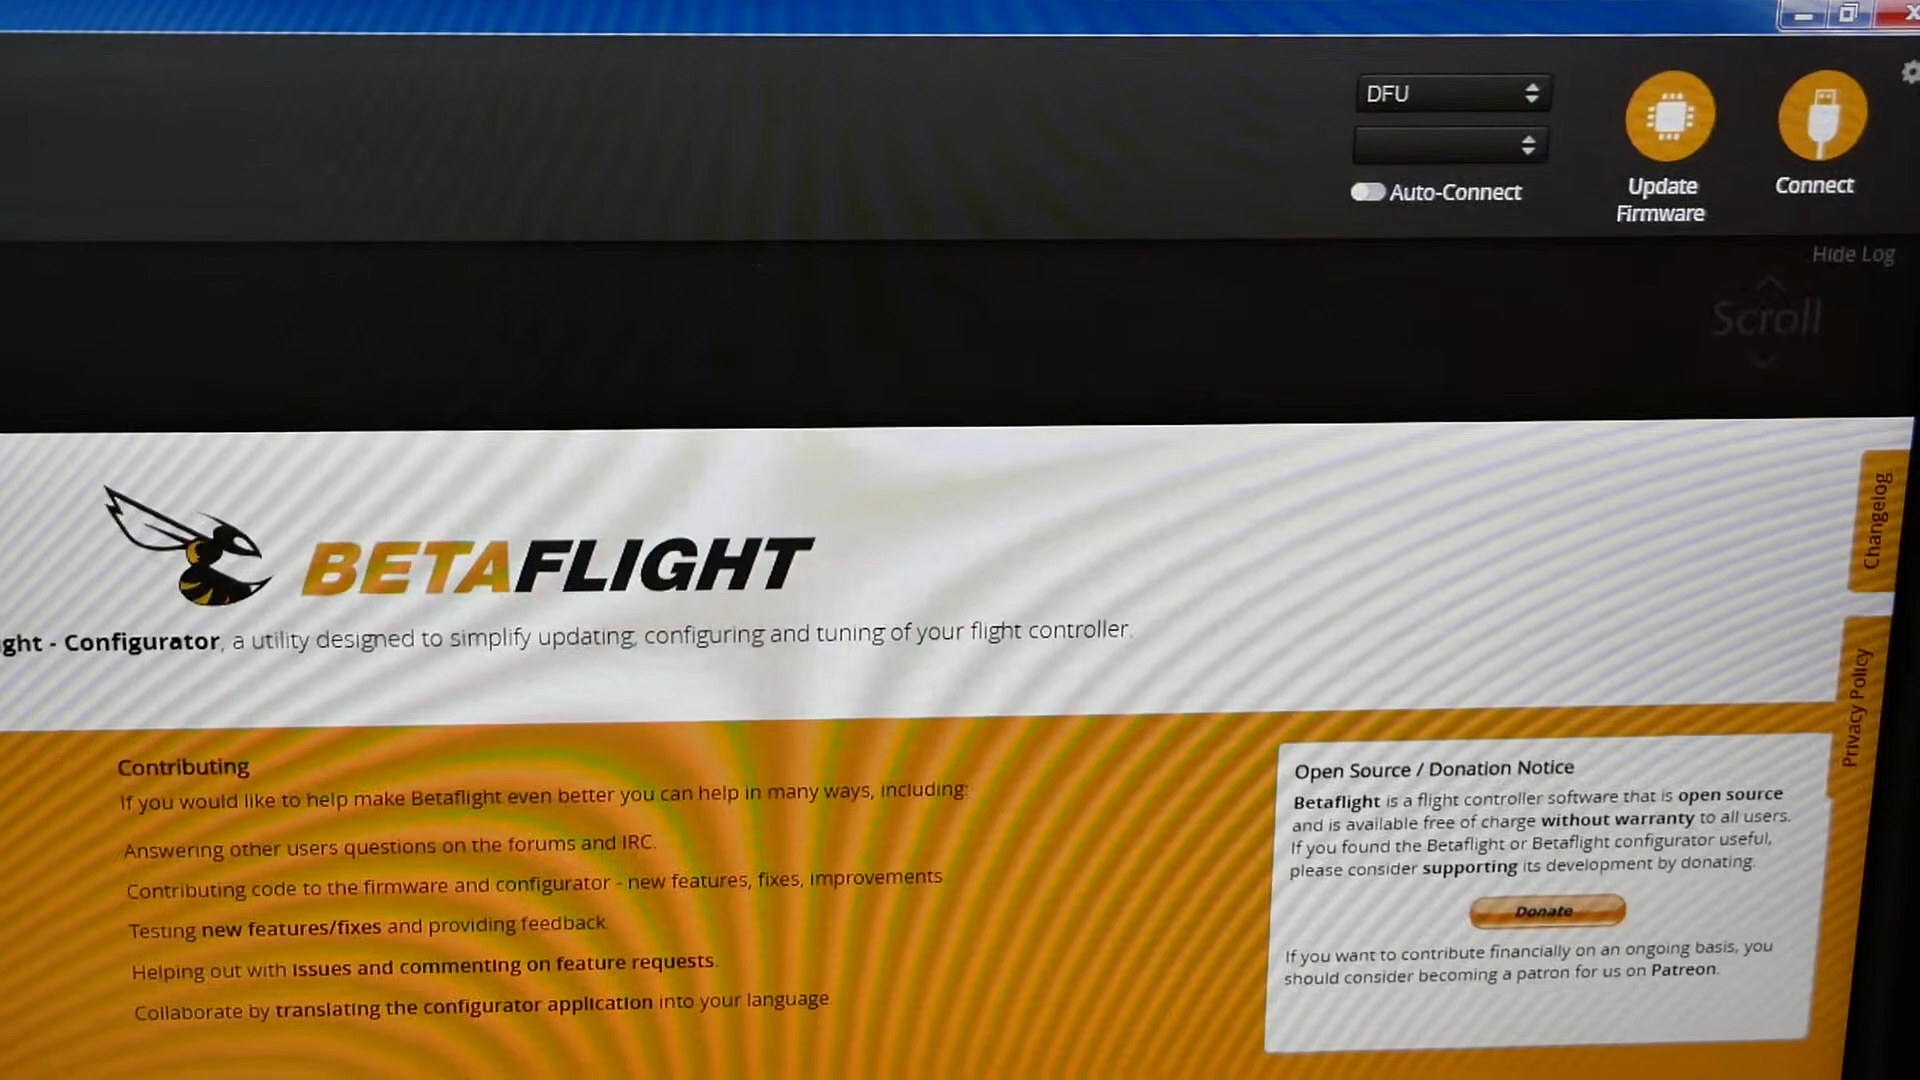 DFU
Auto-Connect
Update
Firmware
Connect
Hide Log
Scroll
Changelog
Privacy Policy
BETAFLIGHT
ght - Configurator, a utility designed to simplify updating, configuring and tuning of your flight controller.
Contributing
If you would like to help make Betaflight even better you can help in many ways, including:
Answering other users questions on the forums and IRC.
Contributing code to the firmware and configurator - new features, fixes, improvements
Testing new features/fixes and providing feedback.
Helping out with issues and commenting on feature requests.
Collaborate by translating the configurator application into your language.
Open Source / Donation Notice
Betaflight is a flight controller software that is open source
and is available free of charge without warranty to all users.
If you found the Betaflight or Betaflight configurator useful,
please consider supporting its development by donating.
Donate
If you want to contribute financially on an ongoing basis, you
should consider becoming a patron for us on Patreon.